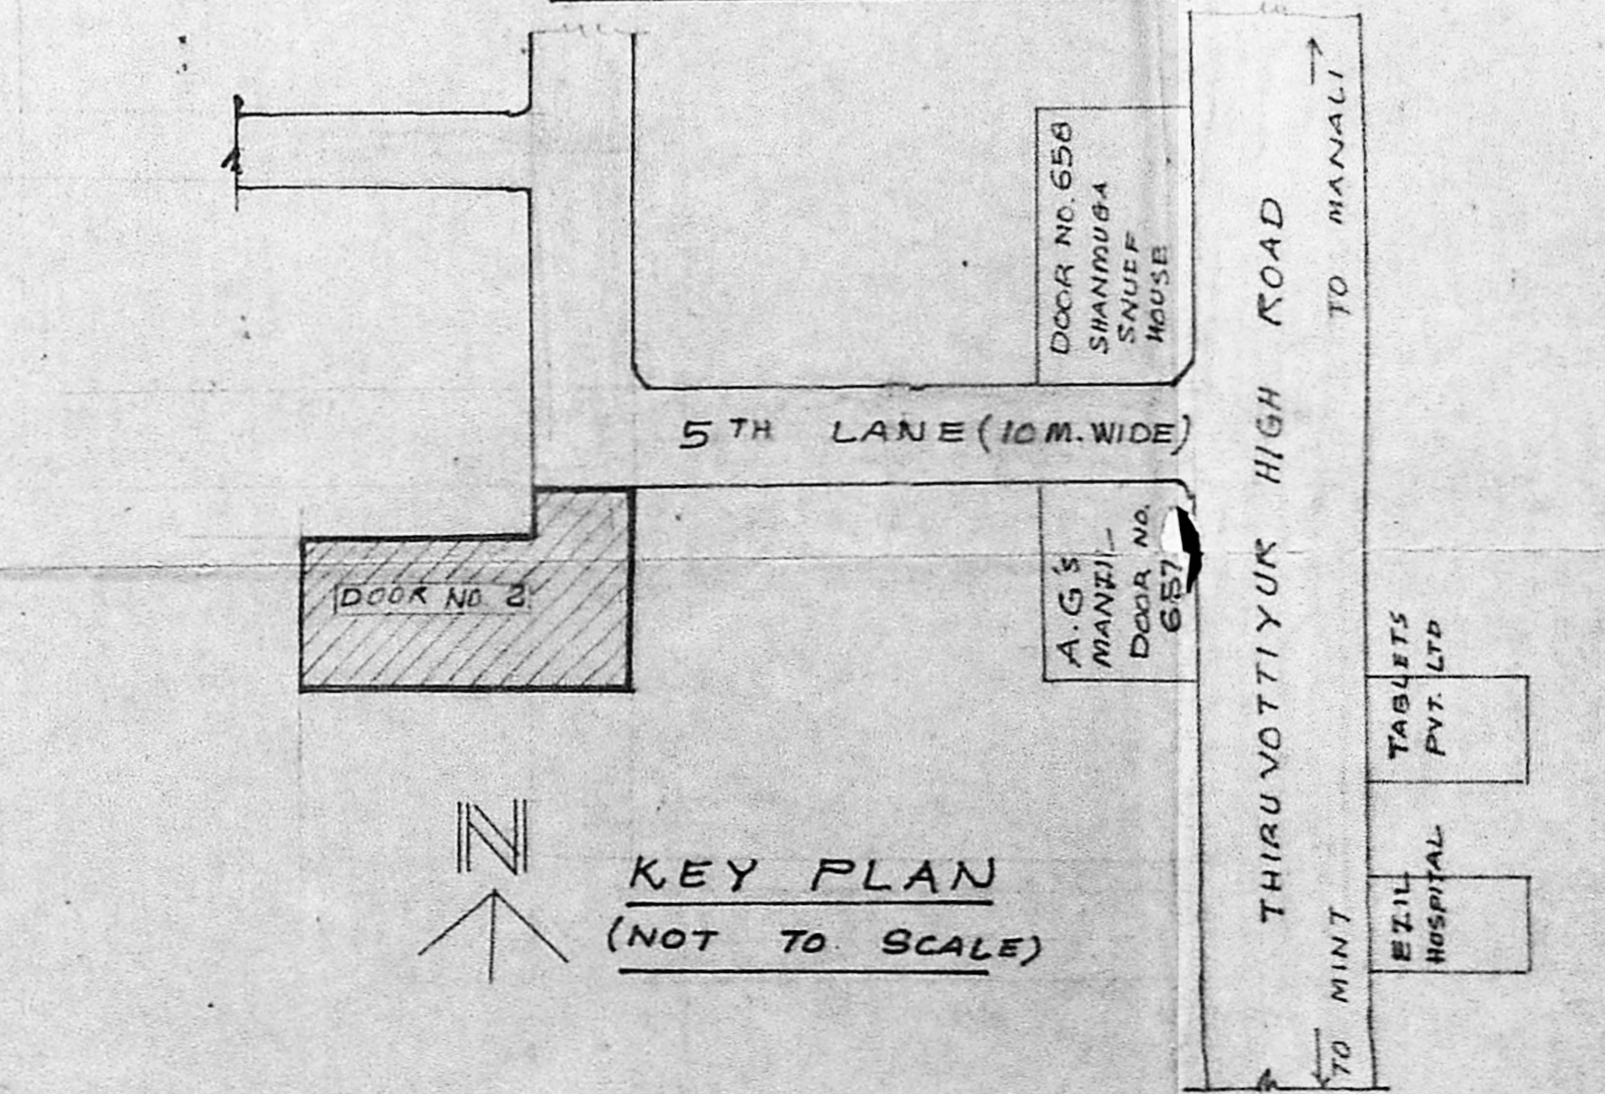 DOOR NO. 658
SHANMUGA
SNUFF
HOUSE
TO MANALI
THIRUVOTTIYUR HIGH ROAD
5TH LANE (10 M. WIDE)
A.G'S
MANZIL
DOOR NO.
657
DOOR NO. 2
TABLETS
PVT. LTD
EZIL
HOSPITAL
TO MINT
N
KEY PLAN
(NOT TO SCALE)